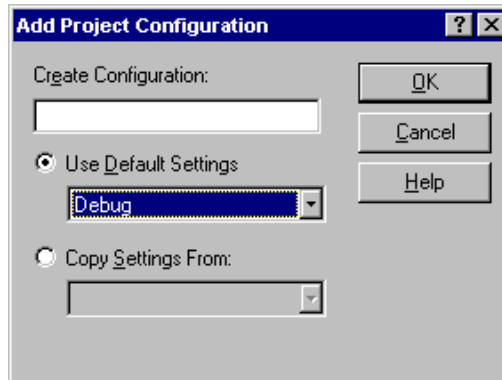 Add Project Configuration
Create Configuration:
OK
Cancel
Use Default Settings
Help
Debug
Copy Settings From: